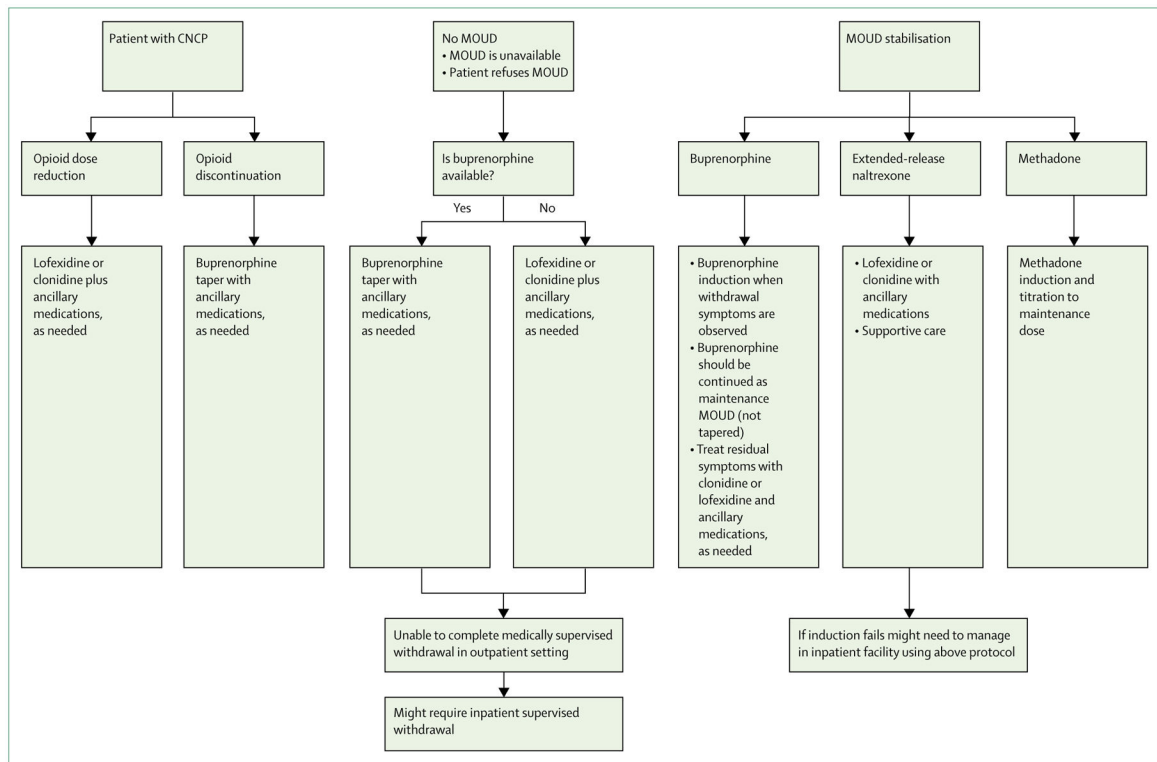 Patient with CNCP
No MOUD
• MOUD is unavailable
• Patient refuses MOUD
MOUD stabilisation
Opioid dose
reduction
Opioid
discontinuation
Is buprenorphine
available?
Buprenorphine
Extended-release
naltrexone
Methadone
Yes
No
Lofexidine or
clonidine plus
ancillary
medications,
as needed
Buprenorphine
taper with
ancillary
medications,
as needed
Buprenorphine
taper with
ancillary
medications,
as needed
Lofexidine or
clonidine plus
ancillary
medications,
as needed
• Buprenorphine
induction when
withdrawal
symptoms are
observed
• Buprenorphine
should be
continued as
maintenance
MOUD (not
tapered)
• Treat residual
symptoms with
clonidine or
lofexidine and
ancillary
medications,
as needed
• Lofexidine or
clonidine with
ancillary
medications
• Supportive care
Methadone
induction and
titration to
maintenance
dose
Unable to complete medically supervised
withdrawal in outpatient setting
If induction fails might need to manage
in inpatient facility using above protocol
Might require inpatient supervised
withdrawal